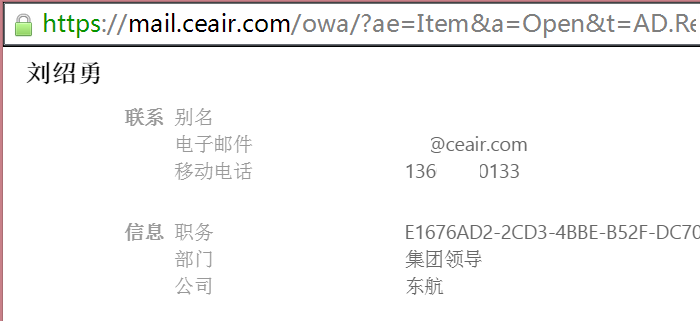 https://mail.ceair.com/owa/?ae=Item&a=Open&t=AD.Re
刘绍勇
联系 别名
电子邮件 @ceair.com
移动电话 136 0133
信息 职务 E1676AD2-2CD3-4BBE-B52F-DC70
部门 集团领导
公司 东航